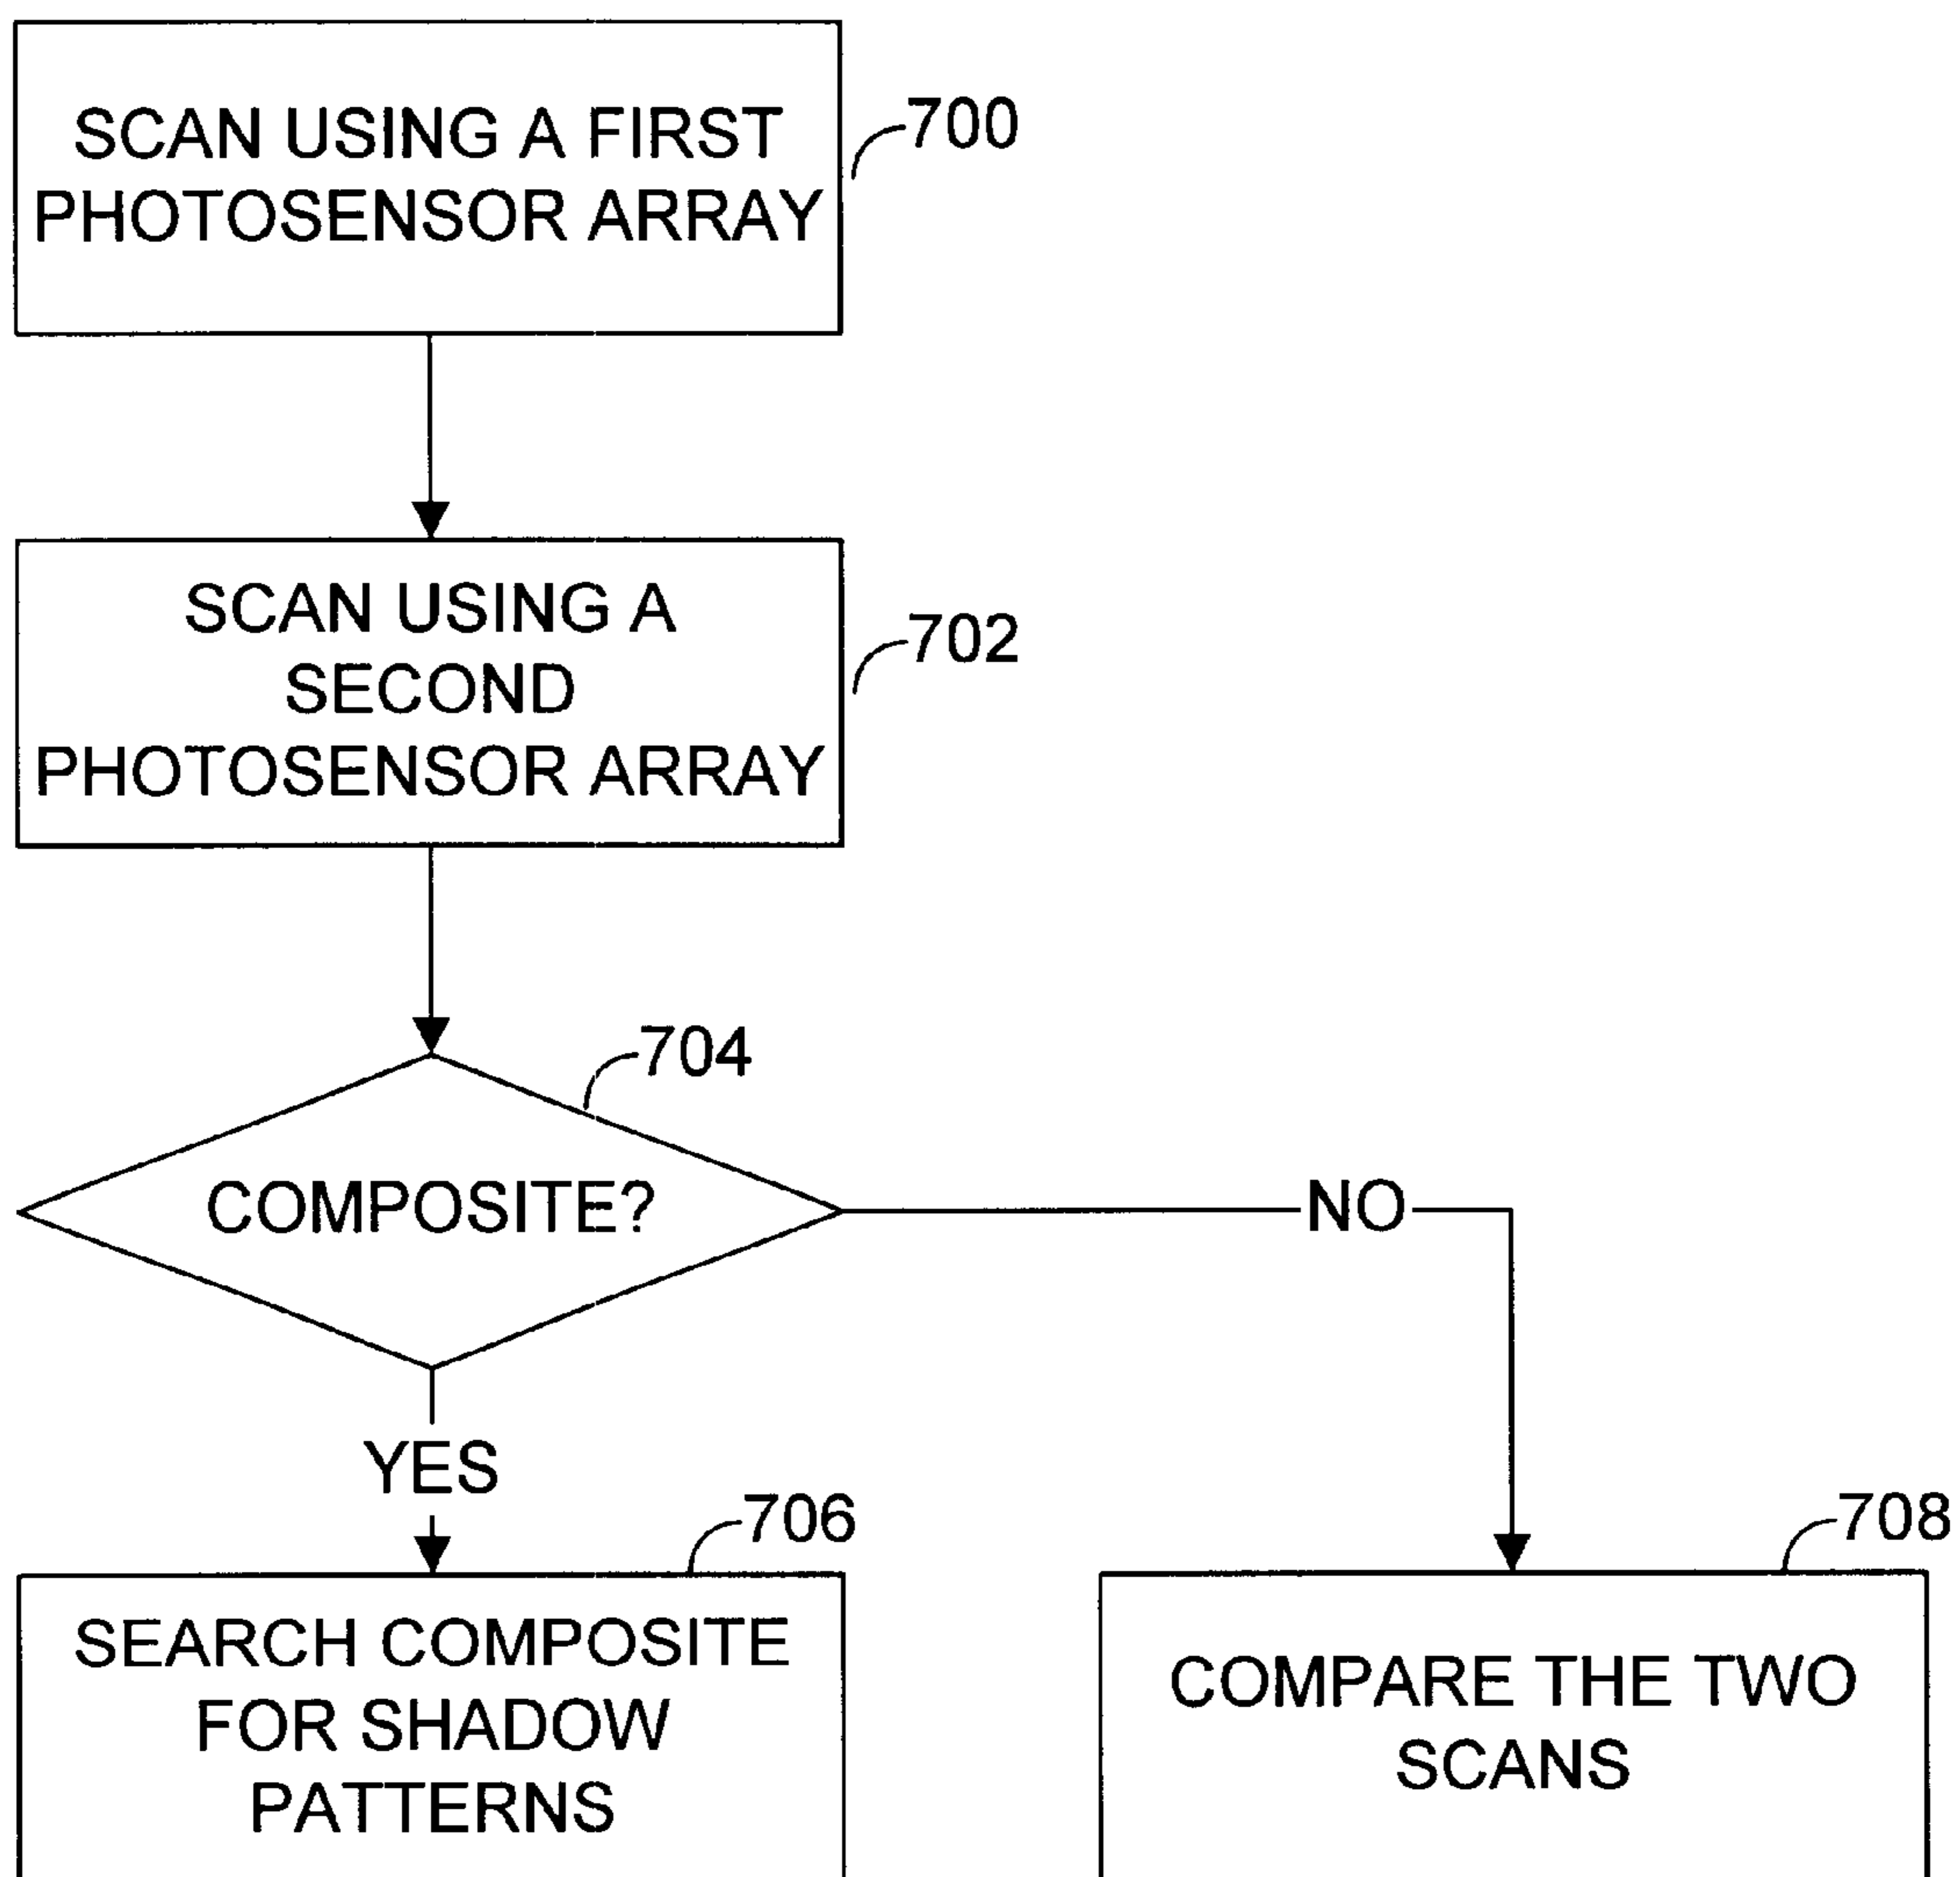 SCAN USING A FIRST
PHOTOSENSOR ARRAY
700
SCAN USING A
SECOND
PHOTOSENSOR ARRAY
702
704
COMPOSITE?
NO
YES
706
SEARCH COMPOSITE
FOR SHADOW
PATTERNS
708
COMPARE THE TWO
SCANS